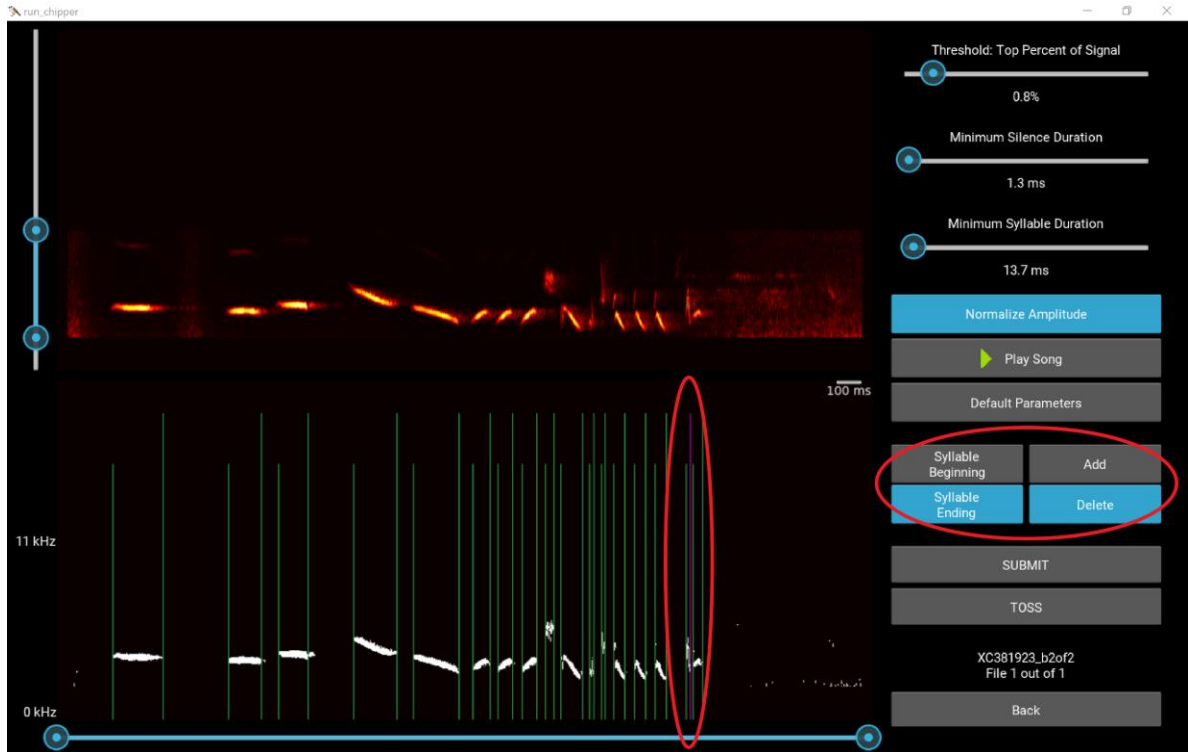 run_chipper
Threshold: Top Percent of Signal
0.8%
Minimum Silence Duration
1.3 ms
Minimum Syllable Duration
13.7 ms
Normalize Amplitude
Play Song
Default Parameters
100 ms
Syllable
Beginning
Add
Syllable
Ending
Delete
11 kHz
SUBMIT
TOSS
XC381923_b2of2
File 1 out of 1
0 kHz
Back